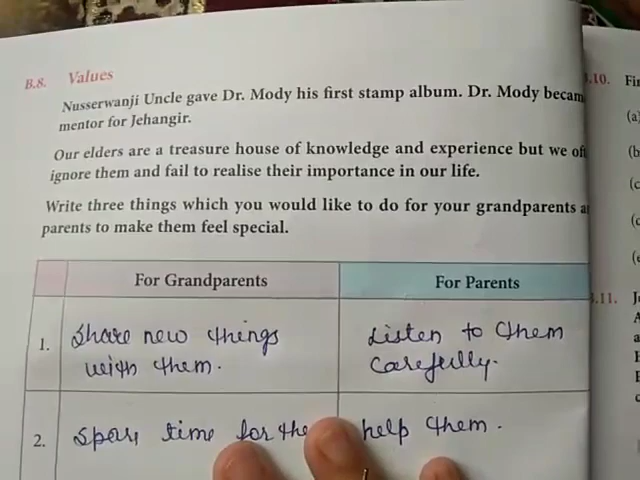 B.8. Values
Nusserwanji Uncle gave Dr. Mody his first stamp album. Dr. Mody becam
mentor for Jehangir.
Our elders are a treasure house of knowledge and experience but we of
ignore them and fail to realise their importance in our life.
Write three things which you would like to do for your grandparents a
parents to make them feel special.
For Grandparents For Parents
1. Share new things with them. Listen to them carefully.
2. Spare time for the help them.
.10. Fir
(a)
(b
(c
(d
(e
.11. Ju
A
a